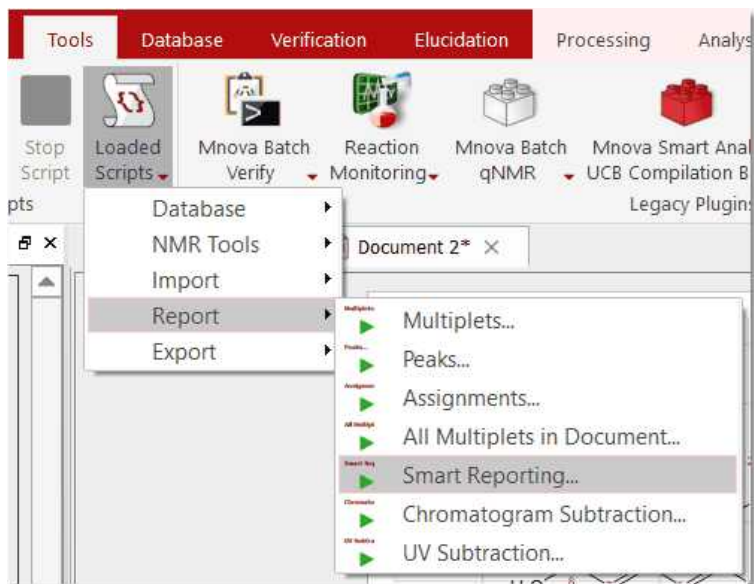 Tools Database Verification Elucidation Processing Analys
Stop Loaded Mnova Batch Reaction Mnova Batch Mnova Smart Anal
Script Scripts Verify Monitoring qNMR UCB Compilation B
pts Legacy Plugins
Document 2*
Database
NMR Tools
Import
Report
Export
Multiplets...
Peaks...
Assignments...
All Multiplets in Document...
Smart Reporting...
Chromatogram Subtraction...
UV Subtraction...